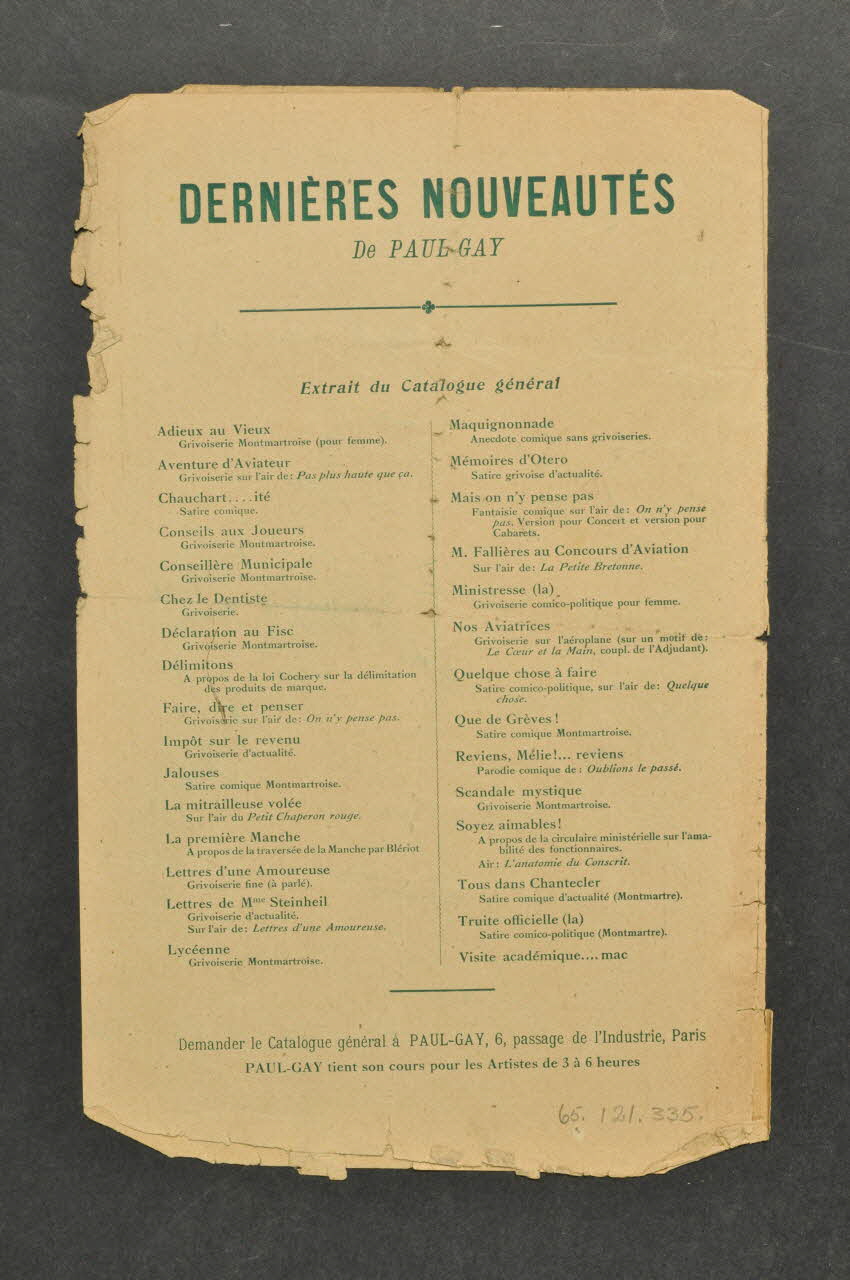 DERNIÈRES NOUVEAUTÉS
De PAUL-GAY
Extrait du Catalogue général
Adieux au Vieux
Grivoiserie Montmartroise (pour femme).
Aventure d'Aviateur
Grivoiserie sur l'air de: Pas plus haute que ça.
Chauchart....ité
Satire comique.
Conseils aux Joueurs
Grivoiserie Montmartroise.
Conseillère Municipale
Grivoiserie Montmartroise.
Chez le Dentiste
Grivoiserie.
Déclaration au Fisc
Grivoiserie Montmartroise.
Délimitons
A propos de la loi Cochery sur la délimitation
des produits de marque.
Faire, dire et penser
Grivoiserie sur l'air de: On n'y pense pas.
Impôt sur le revenu
Grivoiserie d'actualité.
Jalouses
Satire comique Montmartroise.
La mitrailleuse volée
Sur l'air du Petit Chaperon rouge.
La première Manche
A propos de la traversée de la Manche par Blériot
Lettres d'une Amoureuse
Grivoiserie fine (à parlé).
Lettres de Mme Steinheil
Grivoiserie d'actualité.
Sur l'air de: Lettres d'une Amoureuse.
Lycéenne
Grivoiserie Montmartroise.
Maquignonnade
Anecdote comique sans grivoiseries.
Mémoires d'Otero
Satire grivoise d'actualité.
Mais on n'y pense pas
Fantaisie comique sur l'air de: On n'y pense
pas. Version pour Concert et version pour
Cabarets.
M. Fallières au Concours d'Aviation
Sur l'air de: La Petite Bretonne.
Ministresse (la)
Grivoiserie comico-politique pour femme.
Nos Aviatrices
Grivoiserie sur l'aéroplane (sur un motif de:
Le Cœur et la Main, coupl. de l'Adjudant).
Quelque chose à faire
Satire comico-politique, sur l'air de: Quelque
chose.
Que de Grèves!
Satire comique Montmartroise.
Reviens, Mélie!... reviens
Parodie comique de: Oublions le passé.
Scandale mystique
Grivoiserie Montmartroise.
Soyez aimables!
A propos de la circulaire ministérielle sur l'ama-
bilité des fonctionnaires.
Air: L'anatomie du Conscrit.
Tous dans Chantecler
Satire comique d'actualité (Montmartre).
Truite officielle (la)
Satire comico-politique (Montmartre).
Visite académique....mac
Demander le Catalogue général à PAUL-GAY, 6, passage de l'Industrie, Paris
PAUL-GAY tient son cours pour les Artistes de 3 à 6 heures
65. 121. 335.